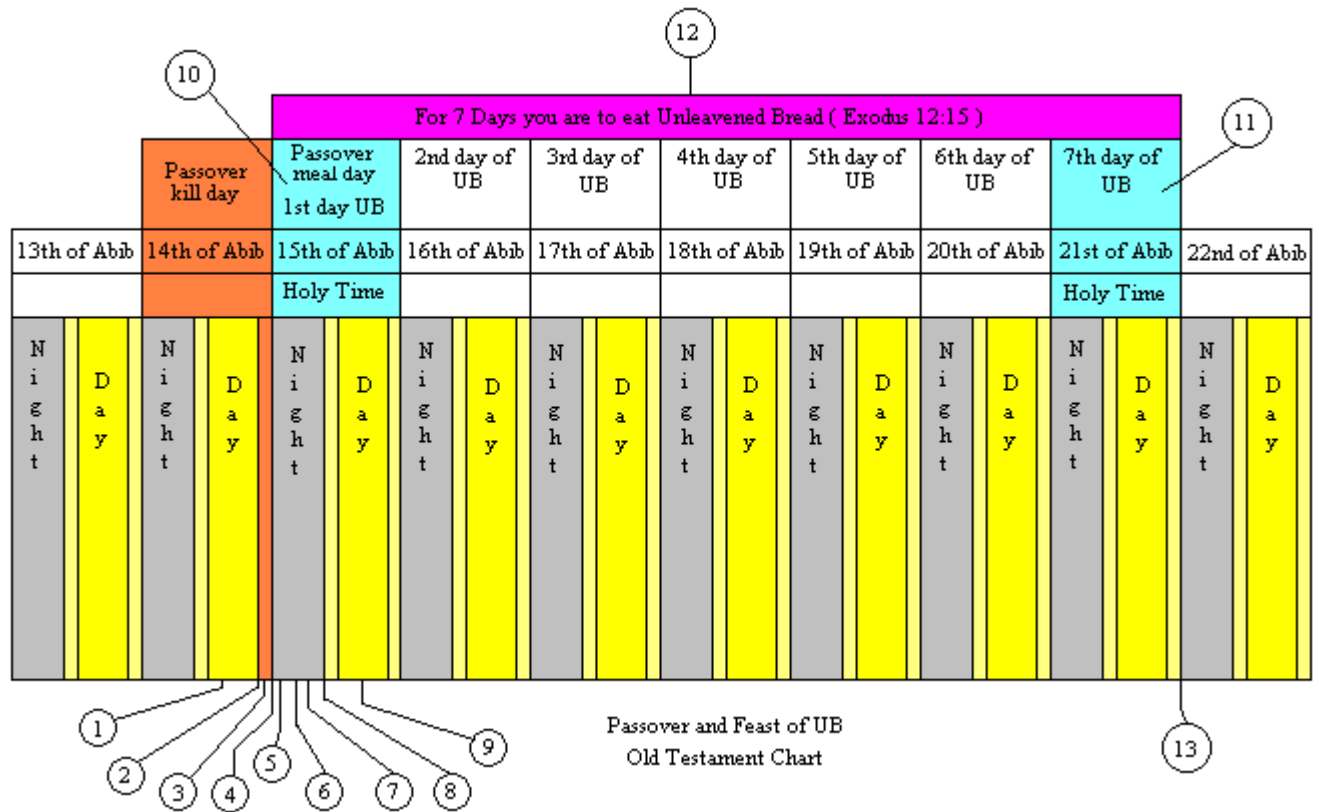 12
10
For 7 Days you are to eat Unleavened Bread ( Exodus 12:15 )
11
Passover
kill day
Passover
meal day
1st day UB
2nd day of
UB
3rd day of
UB
4th day of
UB
5th day of
UB
6th day of
UB
7th day of
UB
13th of Abib 14th of Abib 15th of Abib 16th of Abib 17th of Abib 18th of Abib 19th of Abib 20th of Abib 21st of Abib 22nd of Abib
Holy Time Holy Time
Night Day Night Day Night Day Night Day Night Day Night Day Night Day Night Day Night Day Night Day
1 2 3 4 5 6 7 8 9
Passover and Feast of UB
Old Testament Chart
13